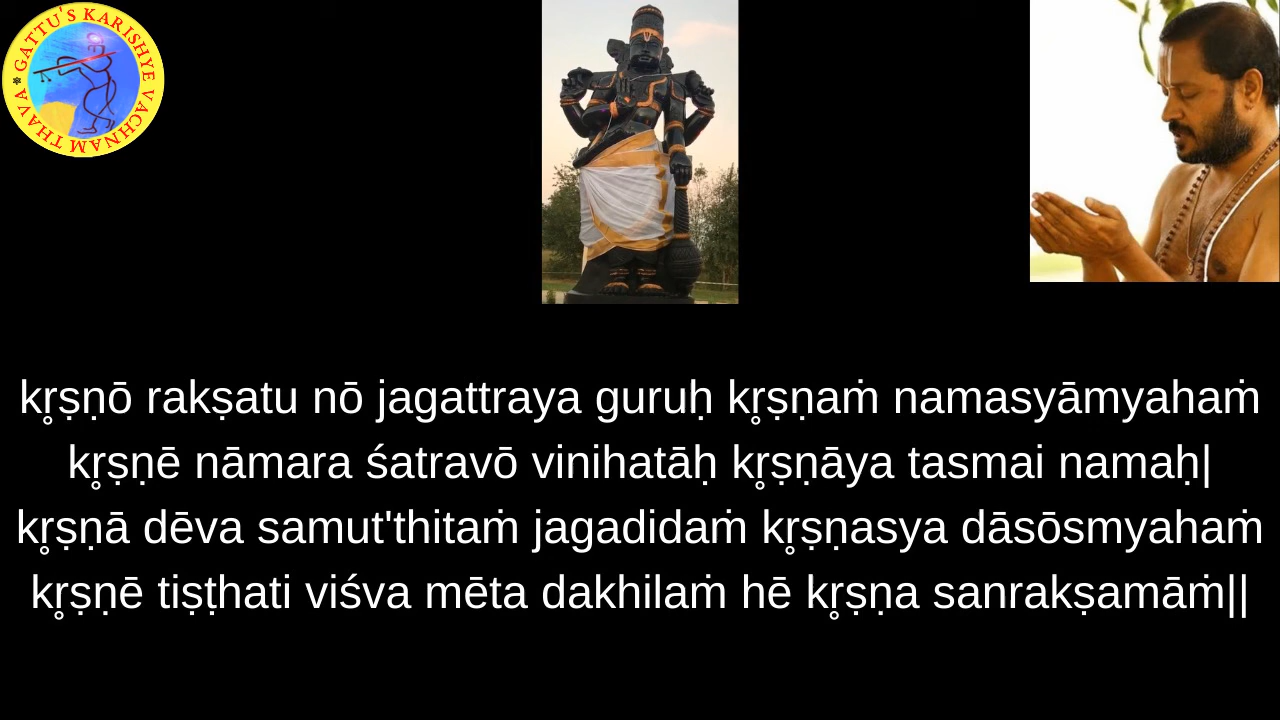 GATTU'S KARISHYE VACHNAM THAVA
kr̥ṣṇō rakṣatu nō jagattraya guruḥ kr̥ṣṇaṁ namasyāmyahaṁ
kr̥ṣṇē nāmara śatravō vinihatāḥ kr̥ṣṇāya tasmai namaḥ|
kr̥ṣṇā dēva samut'thitaṁ jagadidaṁ kr̥ṣṇasya dāsōsmyahaṁ
kr̥ṣṇē tiṣṭhati viśva mēta dakhilaṁ hē kr̥ṣṇa sanrakṣamāṁ||